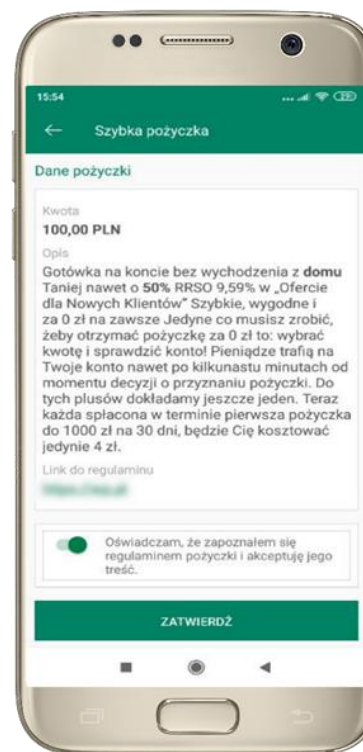 15:54
Szybka pożyczka
Dane pożyczki
Kwota
100,00 PLN
Opis
Gotówka na koncie bez wychodzenia z domu
Taniej nawet o 50% RRSO 9,59% w „Ofercie
dla Nowych Klientów” Szybkie, wygodne i
za 0 zł na zawsze Jedyne co musisz zrobić,
żeby otrzymać pożyczkę za 0 zł to: wybrać
kwotę i sprawdzić konto! Pieniądze trafią na
Twoje konto nawet po kilkunastu minutach od
momentu decyzji o przyznaniu pożyczki. Do
tych plusów dokładamy jeszcze jeden. Teraz
każda spłacona w terminie pierwsza pożyczka
do 1000 zł na 30 dni, będzie Cię kosztować
jedynie 4 zł.
Link do regulaminu
Oświadczam, że zapoznałem się
regulaminem pożyczki i akceptuję jego
treść.
ZATWIERDŹ